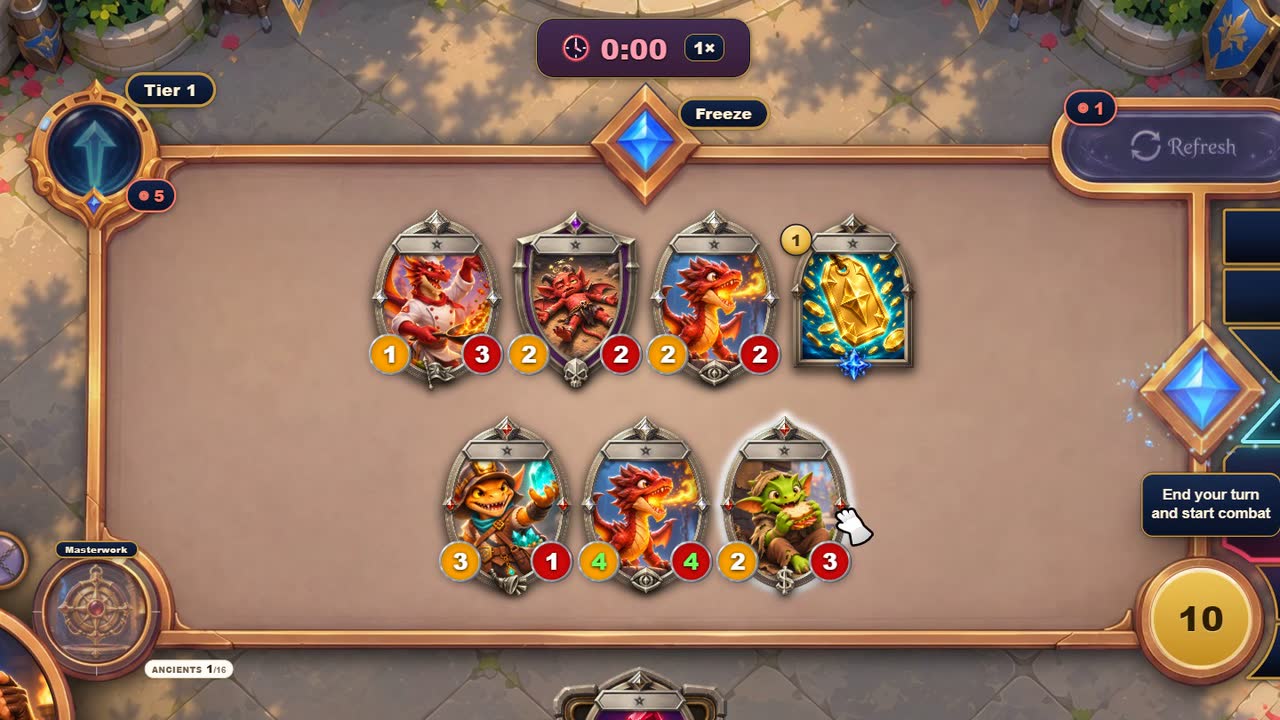 0:00
1×
Tier 1
Freeze
1
Refresh
5
1
1
3
2
2
2
2
3
1
4
4
2
3
$
End your turn
and start combat
Masterwork
10
ANCIENTS 1/16